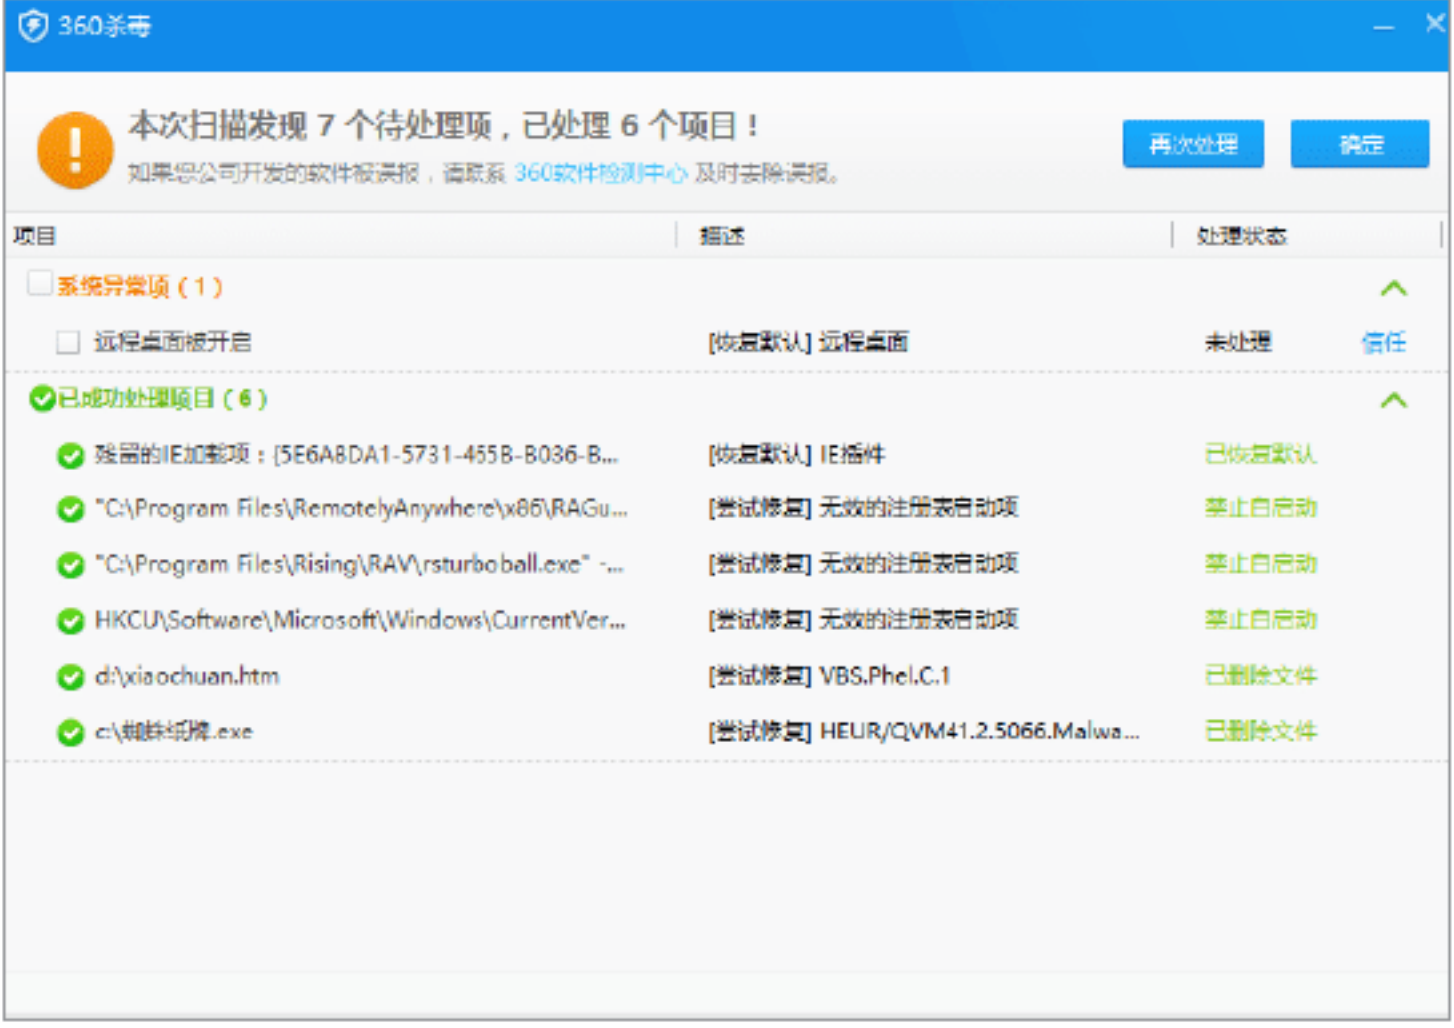 360杀毒
本次扫描发现 7 个待处理项，已处理 6 个项目！
如果您公司开发的软件被误报，请联系 360软件检测中心 及时去除误报。
再次处理 确定
项目 描述 处理状态
系统异常项（1）
远程桌面被开启 [恢复默认] 远程桌面 未处理 信任
已成功处理项目（6）
残留的IE加载项：{5E6A8DA1-5731-455B-B036-B... [恢复默认] IE插件 已恢复默认
"C:\Program Files\RemotelyAnywhere\x86\RAGu... [尝试修复] 无效的注册表启动项 禁止自启动
"C:\Program Files\Rising\RAV\rsturboball.exe" -... [尝试修复] 无效的注册表启动项 禁止自启动
HKCU\Software\Microsoft\Windows\CurrentVer... [尝试修复] 无效的注册表启动项 禁止自启动
d:\xiaochuan.htm [尝试修复] VBS.Phel.C.1 已删除文件
c:\蜘蛛纸牌.exe [尝试修复] HEUR/QVM41.2.5066.Malwa... 已删除文件